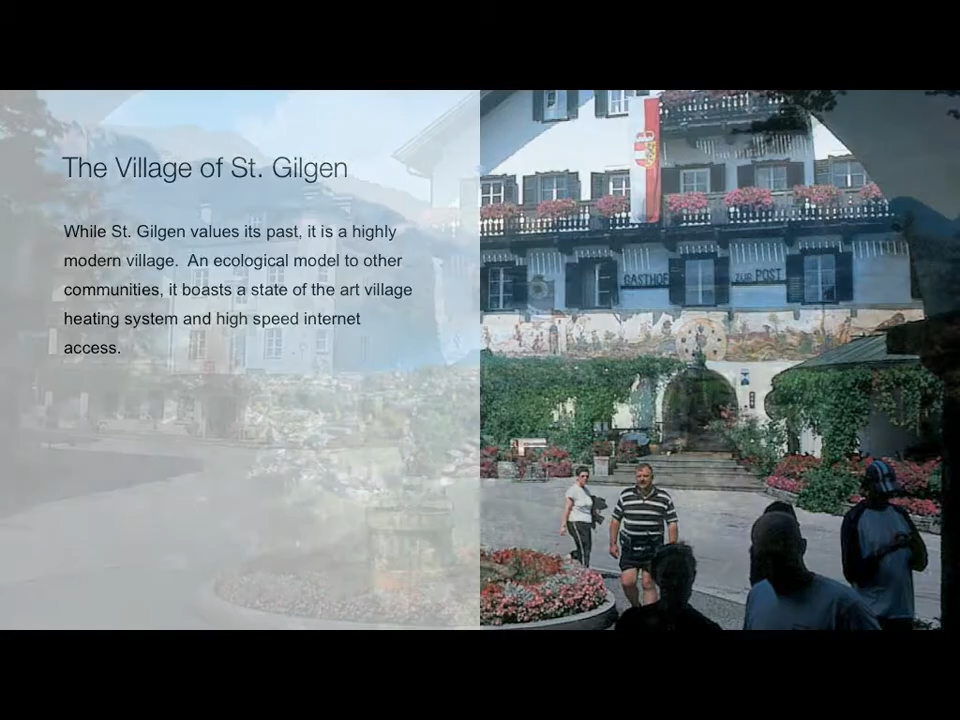 The Village of St. Gilgen
While St. Gilgen values its past, it is a highly
modern village.  An ecological model to other
communities, it boasts a state of the art village
heating system and high speed internet
access.
GASTHOF ZUR POST